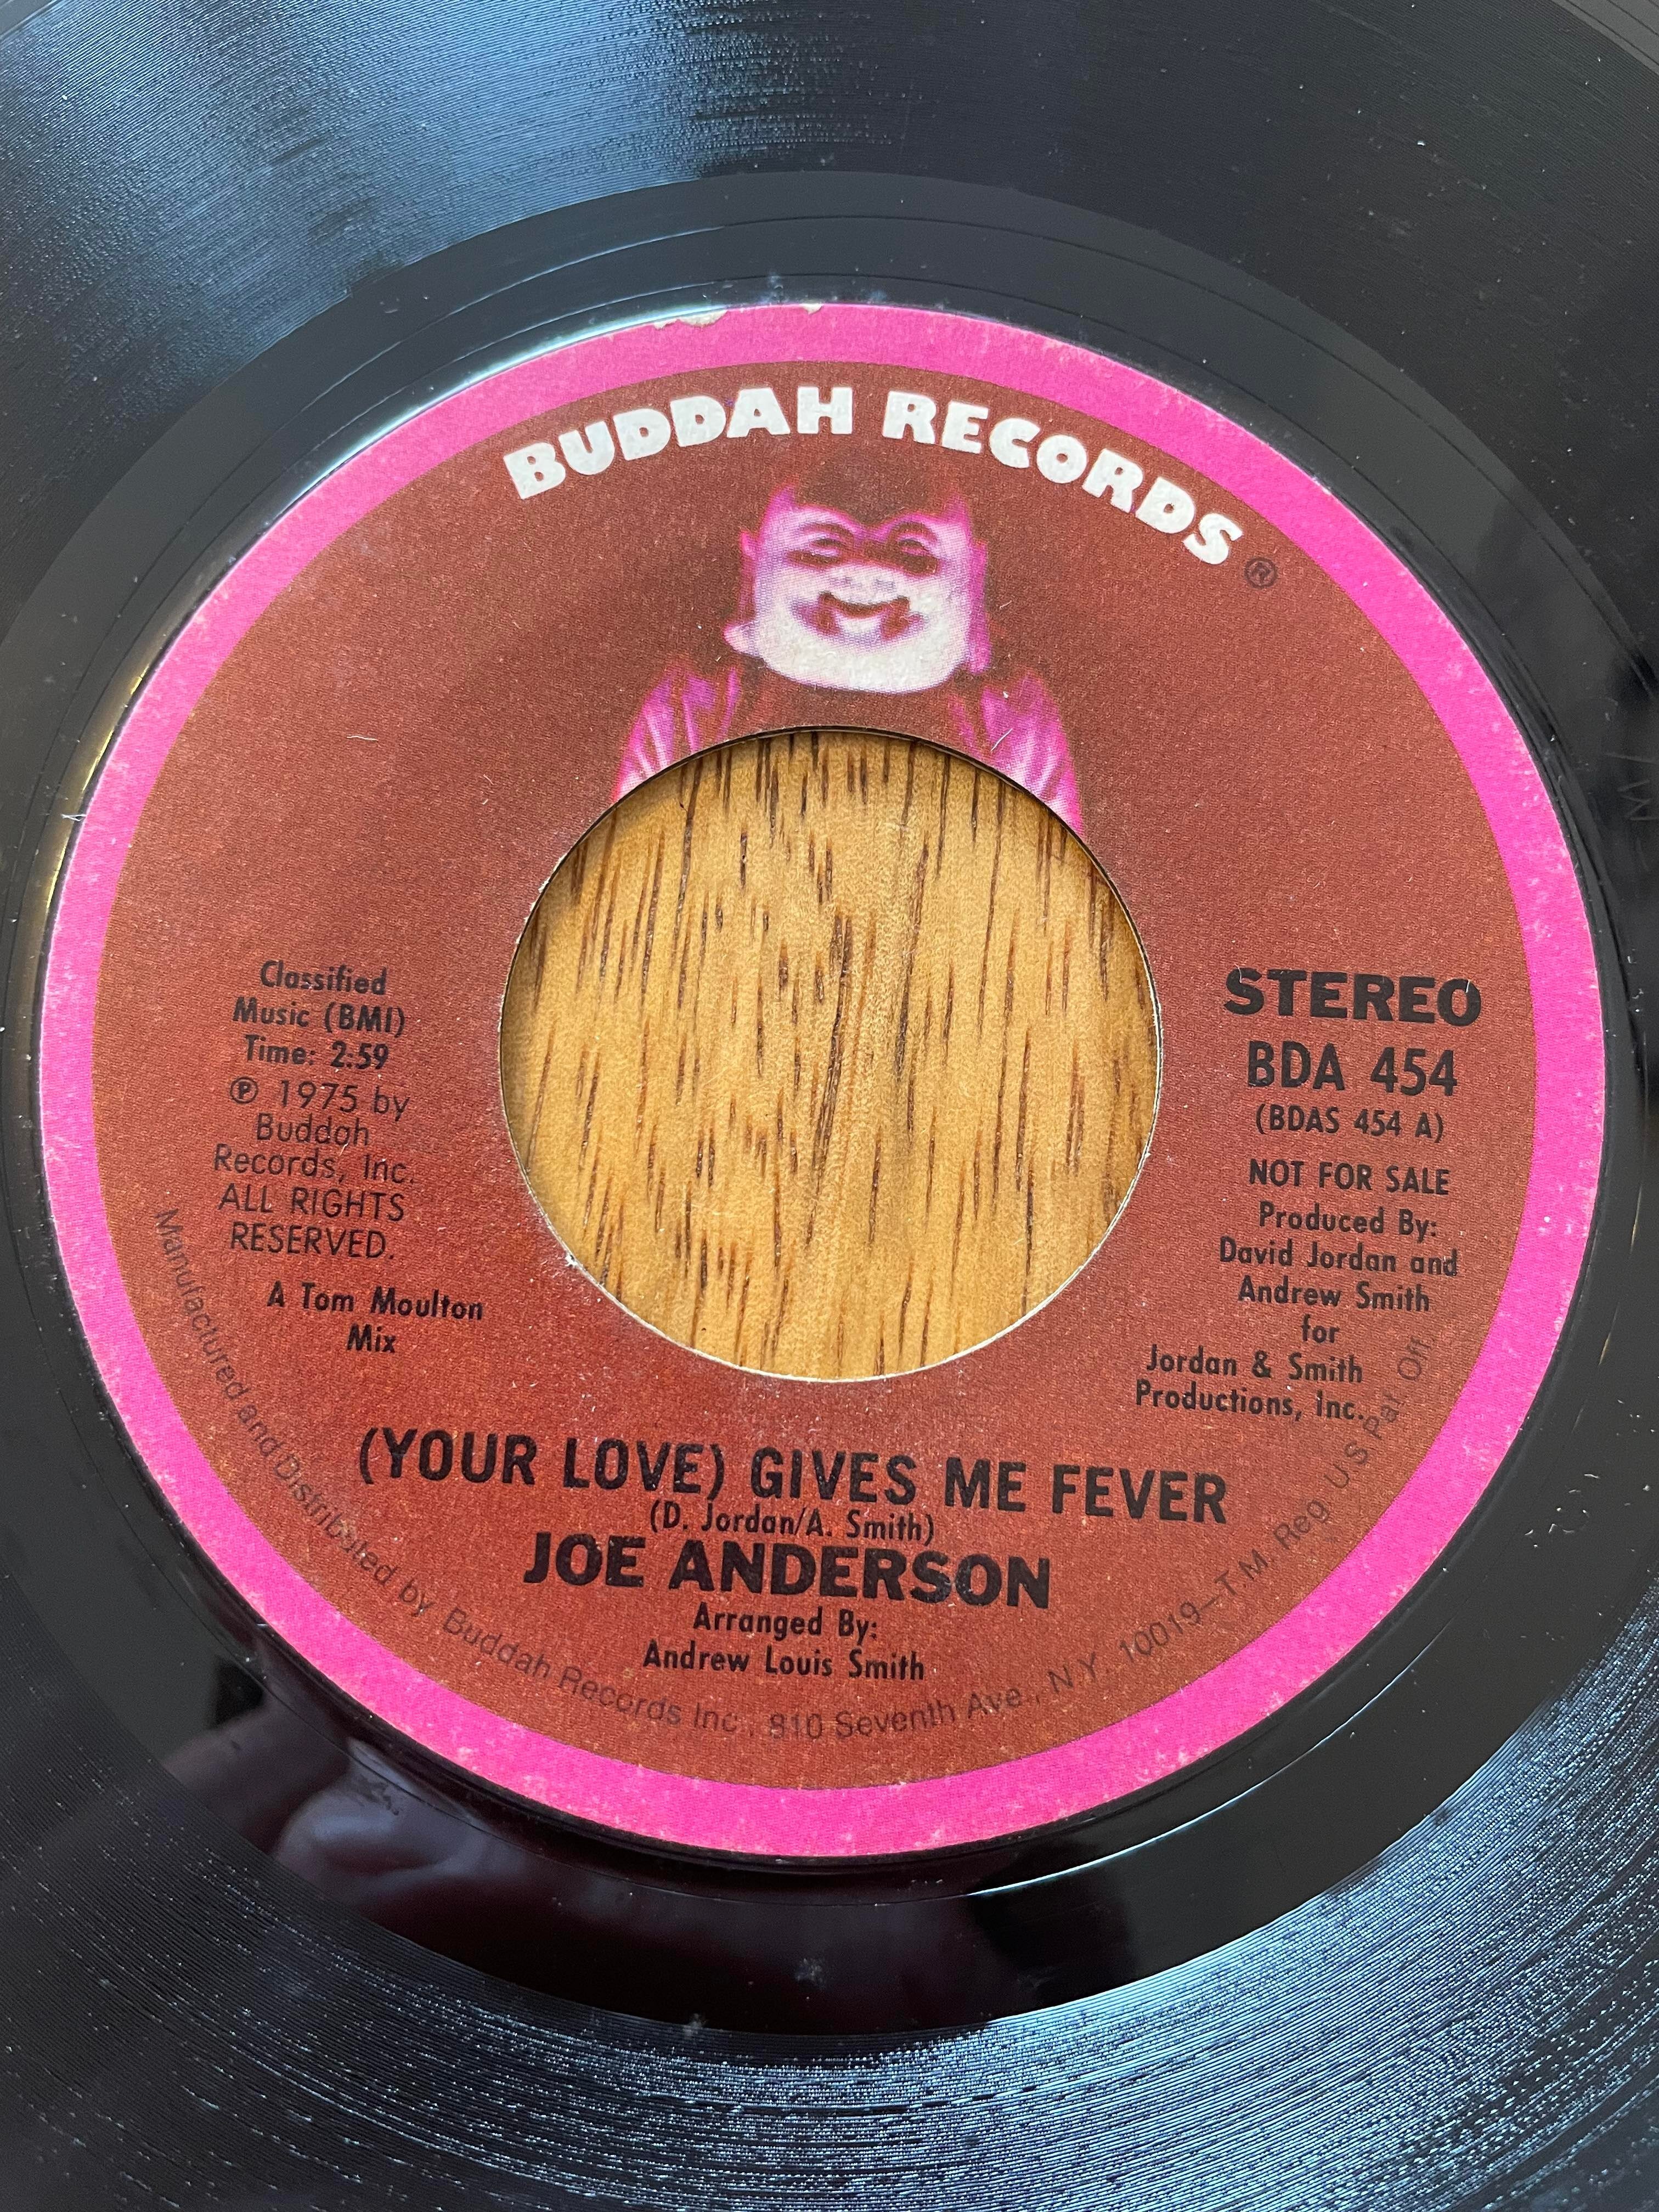 BUDDAH RECORDS ®
Classified
Music (BMI)
Time: 2:59
℗ 1975 by
Buddah
Records, Inc.
ALL RIGHTS
RESERVED.
A Tom Moulton
Mix
STEREO
BDA 454
(BDAS 454 A)
NOT FOR SALE
Produced By:
David Jordan and
Andrew Smith
for
Jordan & Smith
Productions, Inc.
(YOUR LOVE) GIVES ME FEVER
(D. Jordan/A. Smith)
JOE ANDERSON
Arranged By:
Andrew Louis Smith
Manufactured and Distributed by Buddah Records Inc., 810 Seventh Ave., N.Y. 10019—T.M. Reg. U S Pat. Off.